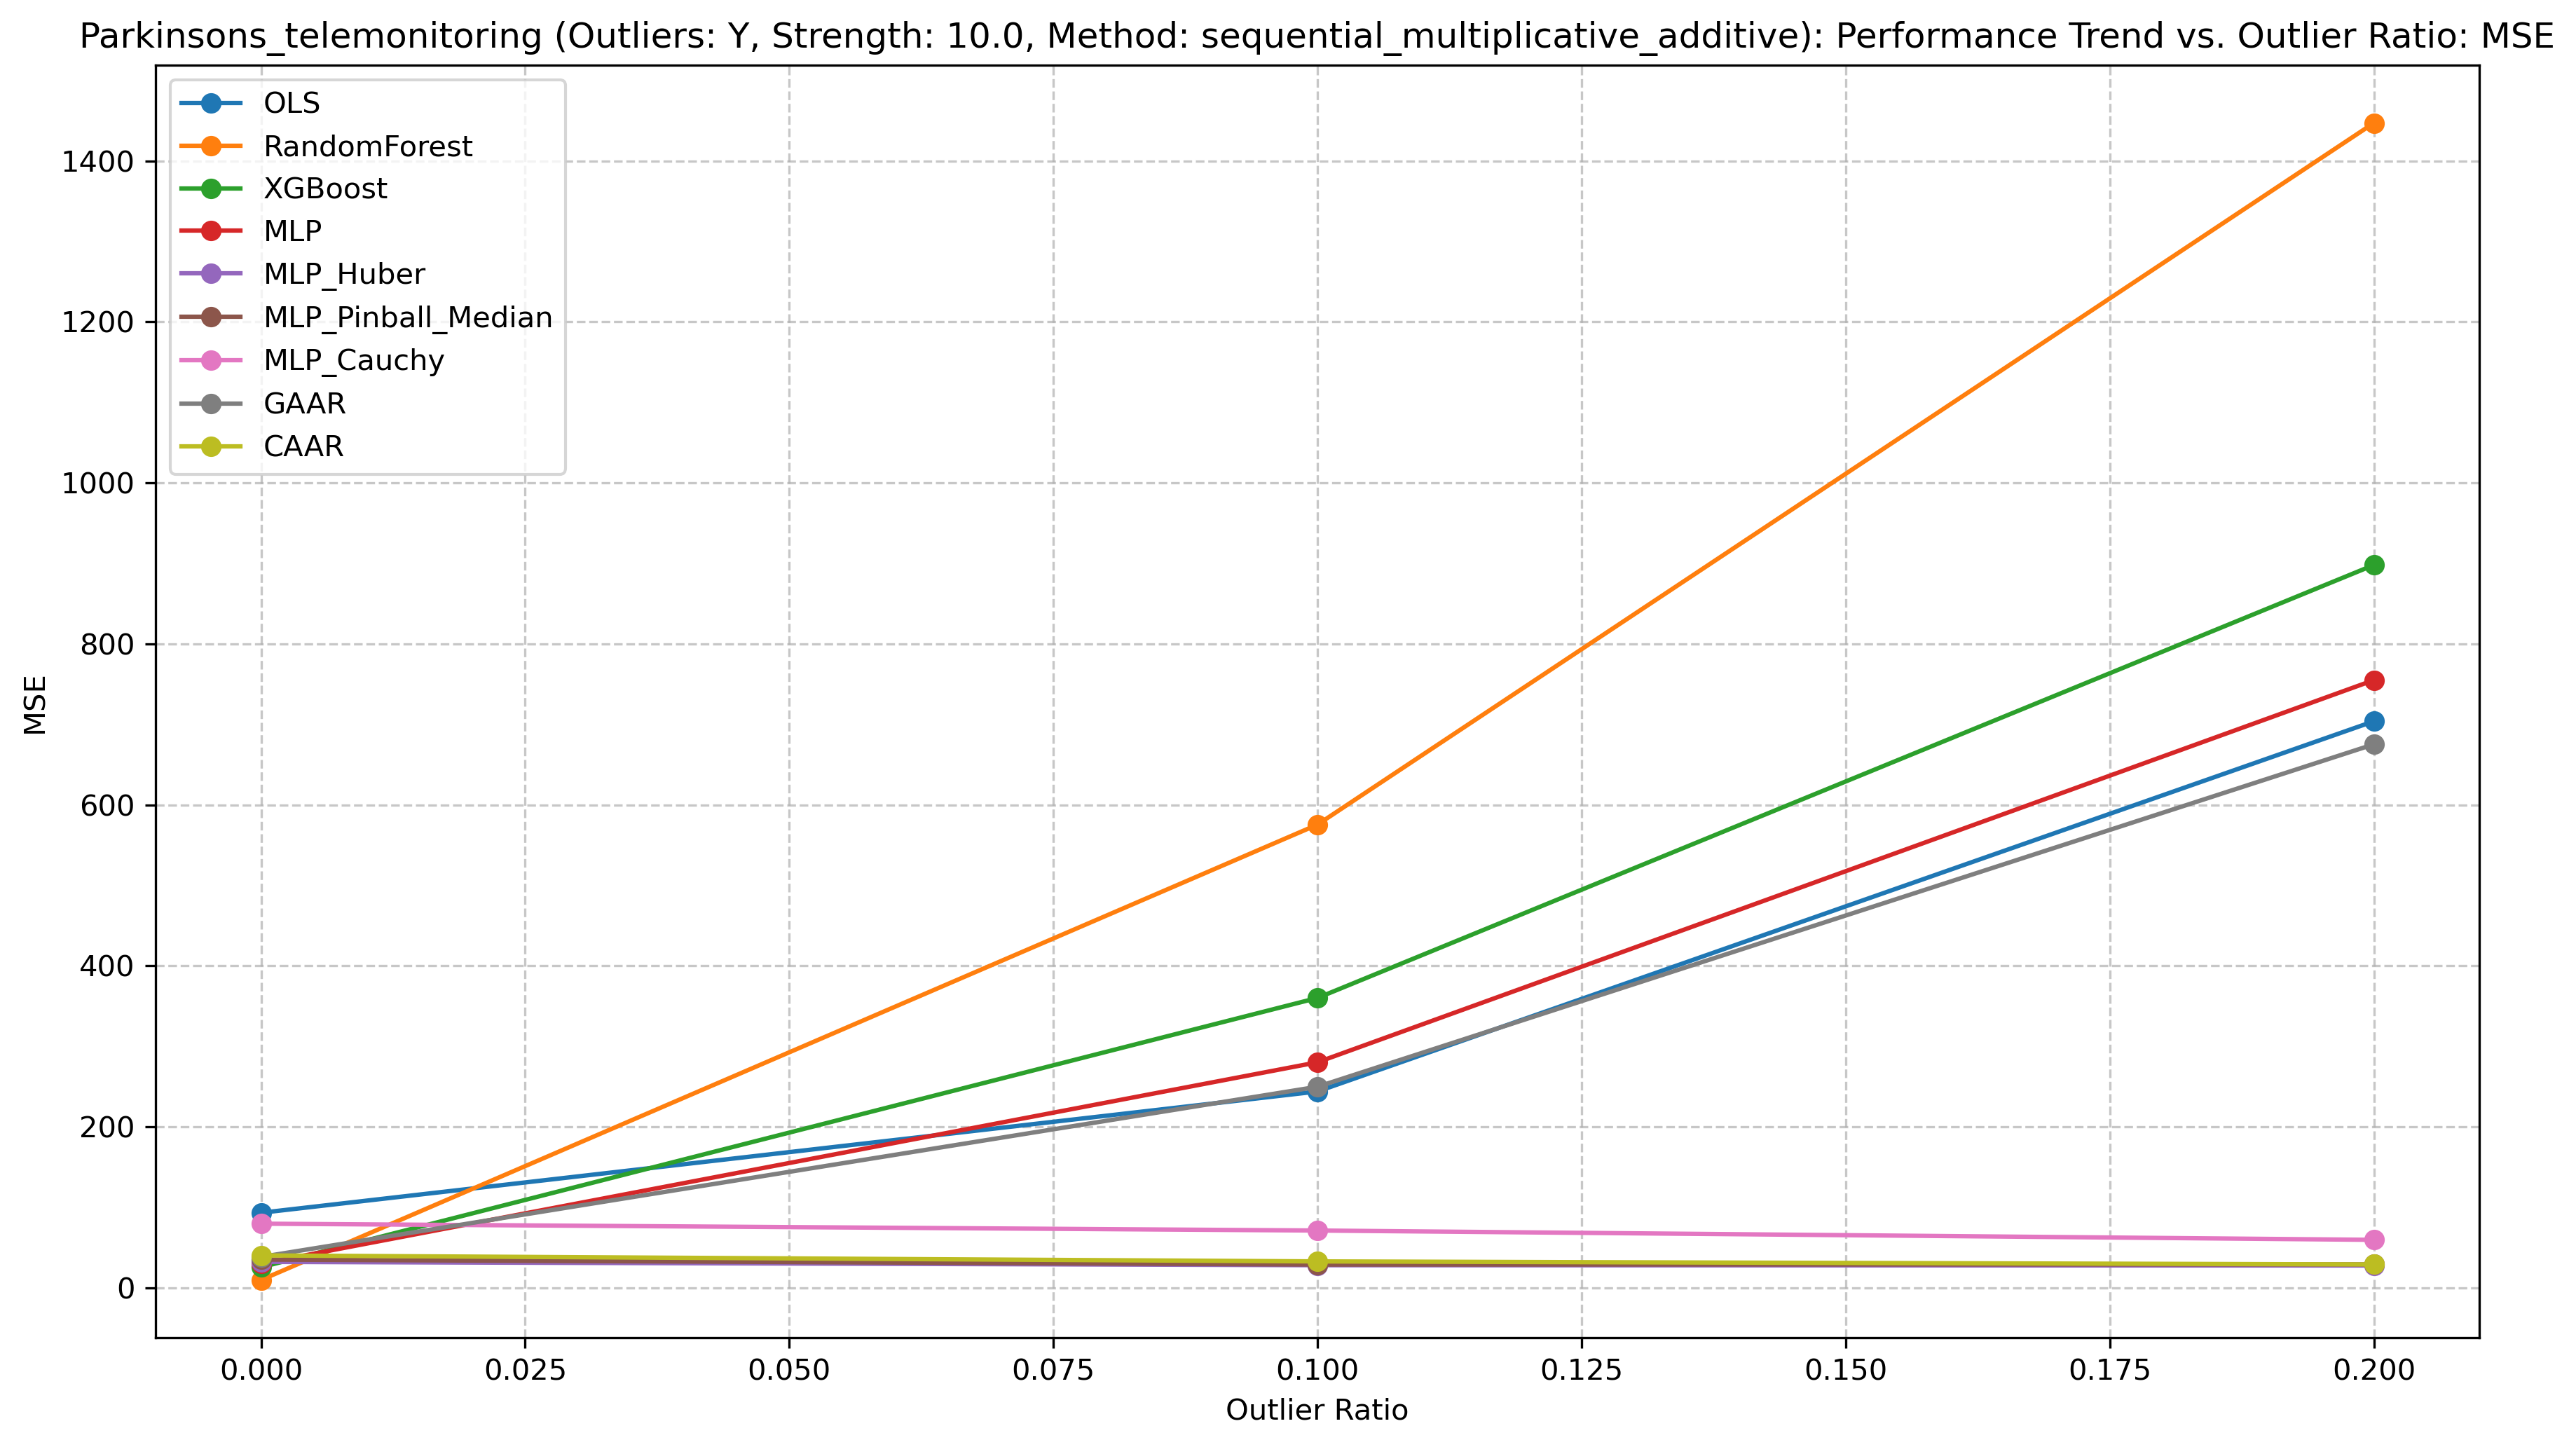 Parkinsons_telemonitoring (Outliers: Y, Strength: 10.0, Method: sequential_multiplicative_additive): Performance Trend vs. Outlier Ratio: MSE
OLS
RandomForest
XGBoost
MLP
MLP_Huber
MLP_Pinball_Median
MLP_Cauchy
GAAR
CAAR
1400
1200
1000
800
600
400
200
0
MSE
0.000 0.025 0.050 0.075 0.100 0.125 0.150 0.175 0.200
Outlier Ratio